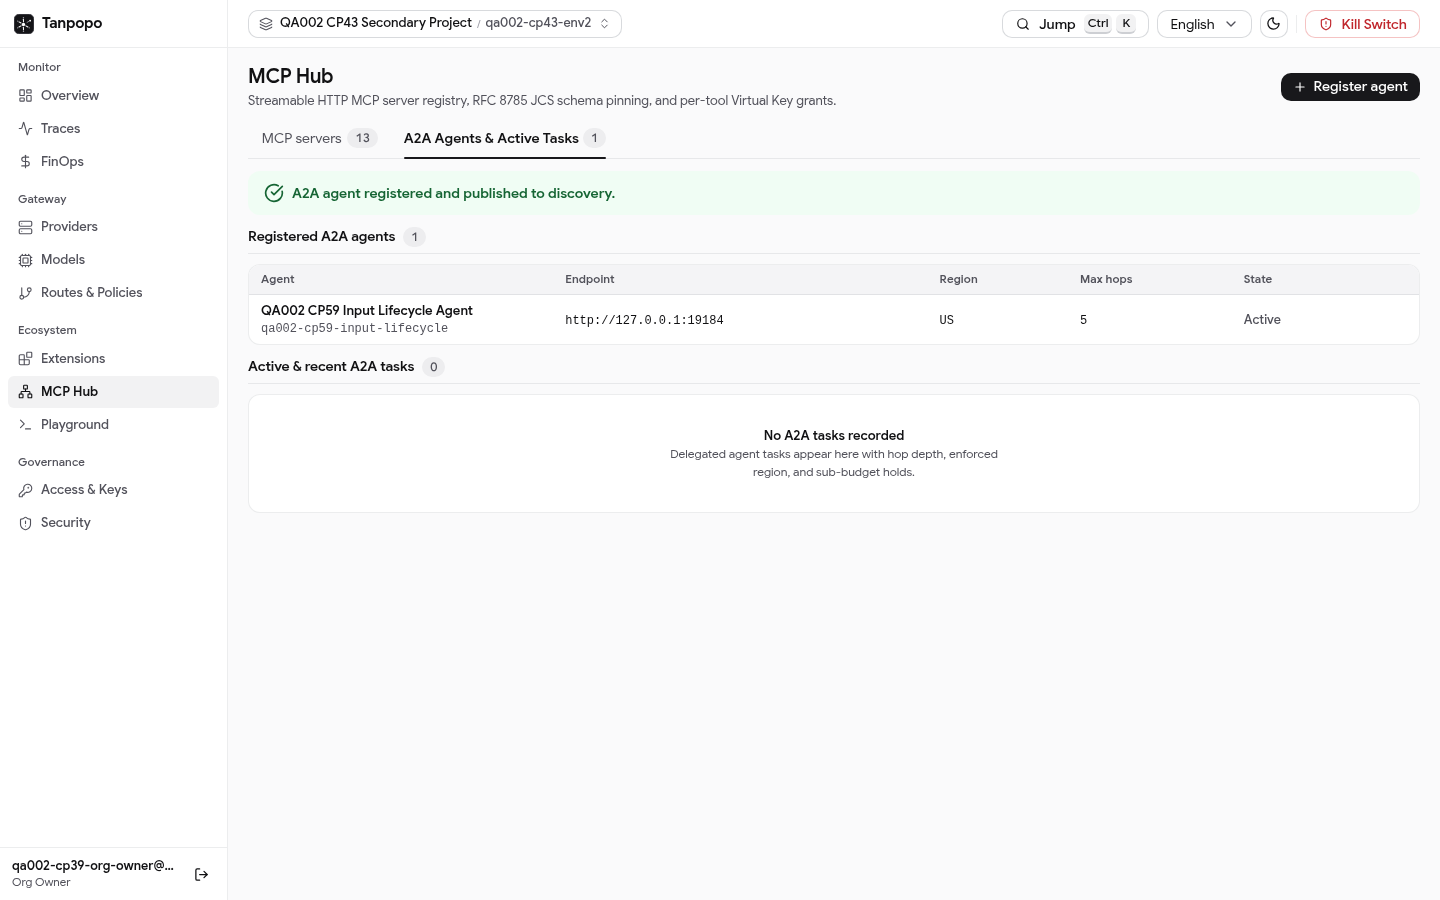 Tanpopo
QA002 CP43 Secondary Project / qa002-cp43-env2
Jump Ctrl K
English
Kill Switch
Monitor
Overview
Traces
FinOps
Gateway
Providers
Models
Routes & Policies
Ecosystem
Extensions
MCP Hub
Playground
Governance
Access & Keys
Security
qa002-cp39-org-owner@...
Org Owner
MCP Hub
Streamable HTTP MCP server registry, RFC 8785 JCS schema pinning, and per-tool Virtual Key grants.
+ Register agent
MCP servers 13
A2A Agents & Active Tasks 1
A2A agent registered and published to discovery.
Registered A2A agents 1
Agent Endpoint Region Max hops State
QA002 CP59 Input Lifecycle Agent
qa002-cp59-input-lifecycle
http://127.0.0.1:19184 US 5 Active
Active & recent A2A tasks 0
No A2A tasks recorded
Delegated agent tasks appear here with hop depth, enforced
region, and sub-budget holds.